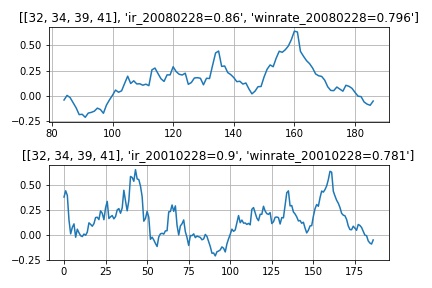 [[32, 34, 39, 41], 'ir_20080228=0.86', 'winrate_20080228=0.796']
0.50
0.25
0.00
−0.25
80 100 120 140 160 180
[[32, 34, 39, 41], 'ir_20010228=0.9', 'winrate_20010228=0.781']
0.50
0.25
0.00
−0.25
0 25 50 75 100 125 150 175